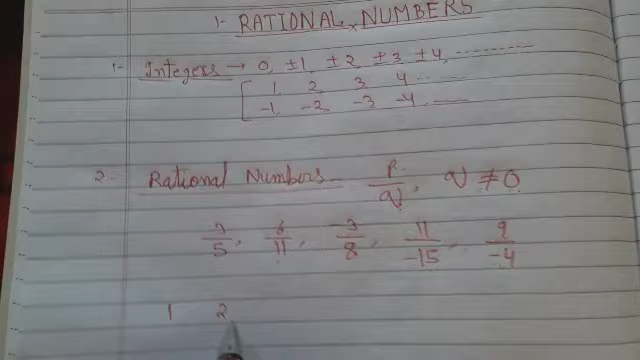 1- RATIONAL NUMBERS
1- Integers → 0, ±1, ±2, ±3, ±4, ------
1, 2, 3, 4 ----
-1, -2, -3, -4, ----
2- Rational Numbers - p/q, q ≠ 0
3/5, 6/11, -3/8, 11/-15, 9/-4
1 2